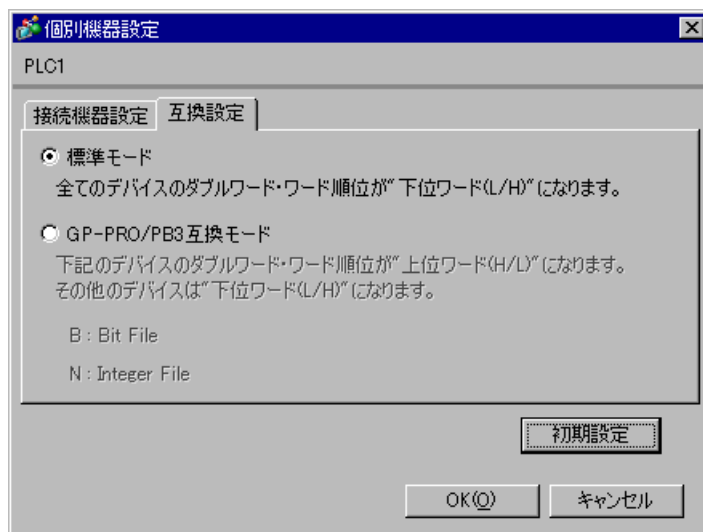 個別機器設定
PLC1
接続機器設定 互換設定
標準モード
全てのデバイスのダブルワード・ワード順位が"下位ワード(L/H)"になります。
GP-PRO/PB3互換モード
下記のデバイスのダブルワード・ワード順位が"上位ワード(H/L)"になります。
その他のデバイスは"下位ワード(L/H)"になります。
B : Bit File
N : Integer File
初期設定
OK(O) キャンセル